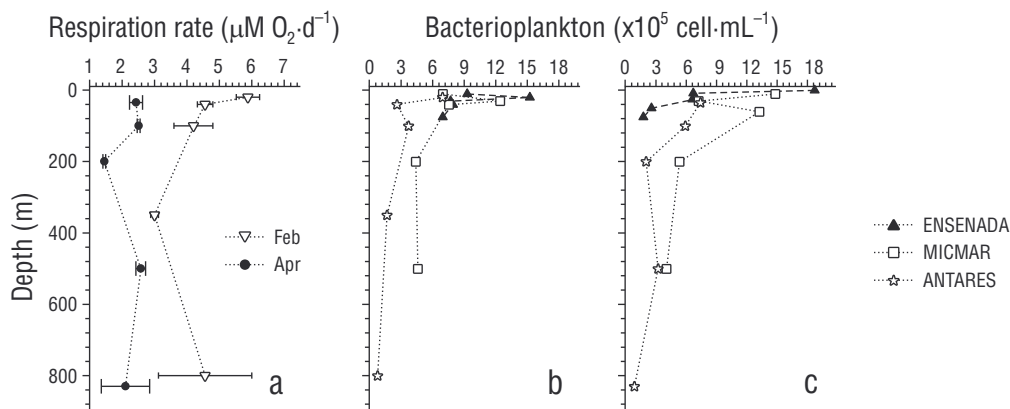 Respiration rate (μM O₂·d⁻¹)
Bacterioplankton (x10⁵ cell·mL⁻¹)
1 2 3 4 5 6 7
0 3 6 9 12 15 18
0 3 6 9 12 15 18
0
200
400
600
800
Depth (m)
Feb
Apr
a
b
c
ENSENADA
MICMAR
ANTARES